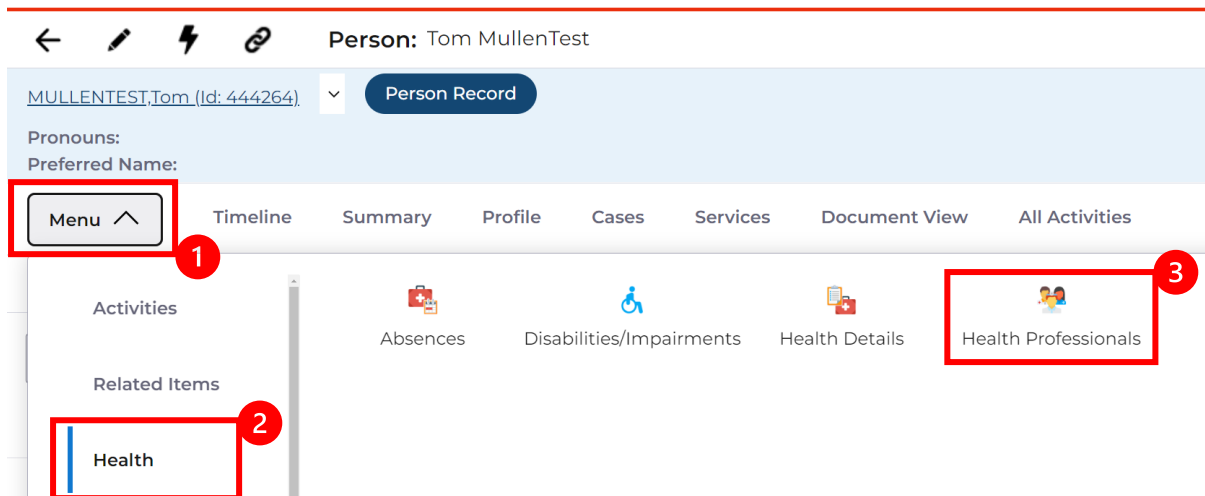 Person: Tom MullenTest
MULLENTEST,Tom (Id: 444264)
Person Record
Pronouns:
Preferred Name:
Menu Timeline Summary Profile Cases Services Document View All Activities
1
3
Activities
Absences Disabilities/Impairments Health Details Health Professionals
Related Items
2
Health